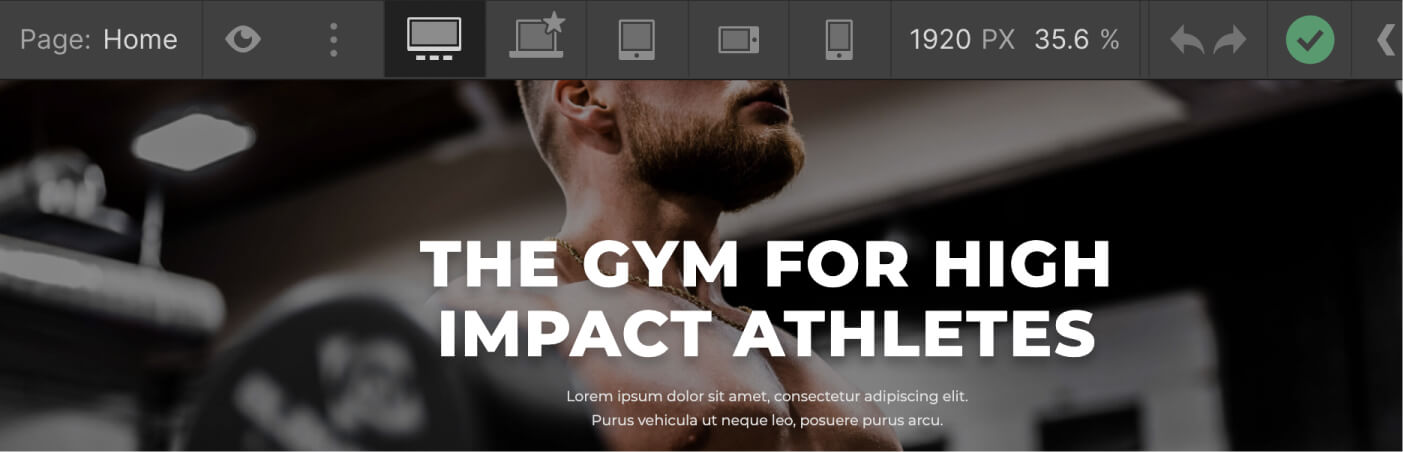 Page: Home 1920 PX 35.6 %
THE GYM FOR HIGH
IMPACT ATHLETES
Lorem ipsum dolor sit amet, consectetur adipiscing elit.
Purus vehicula ut neque leo, posuere purus arcu.